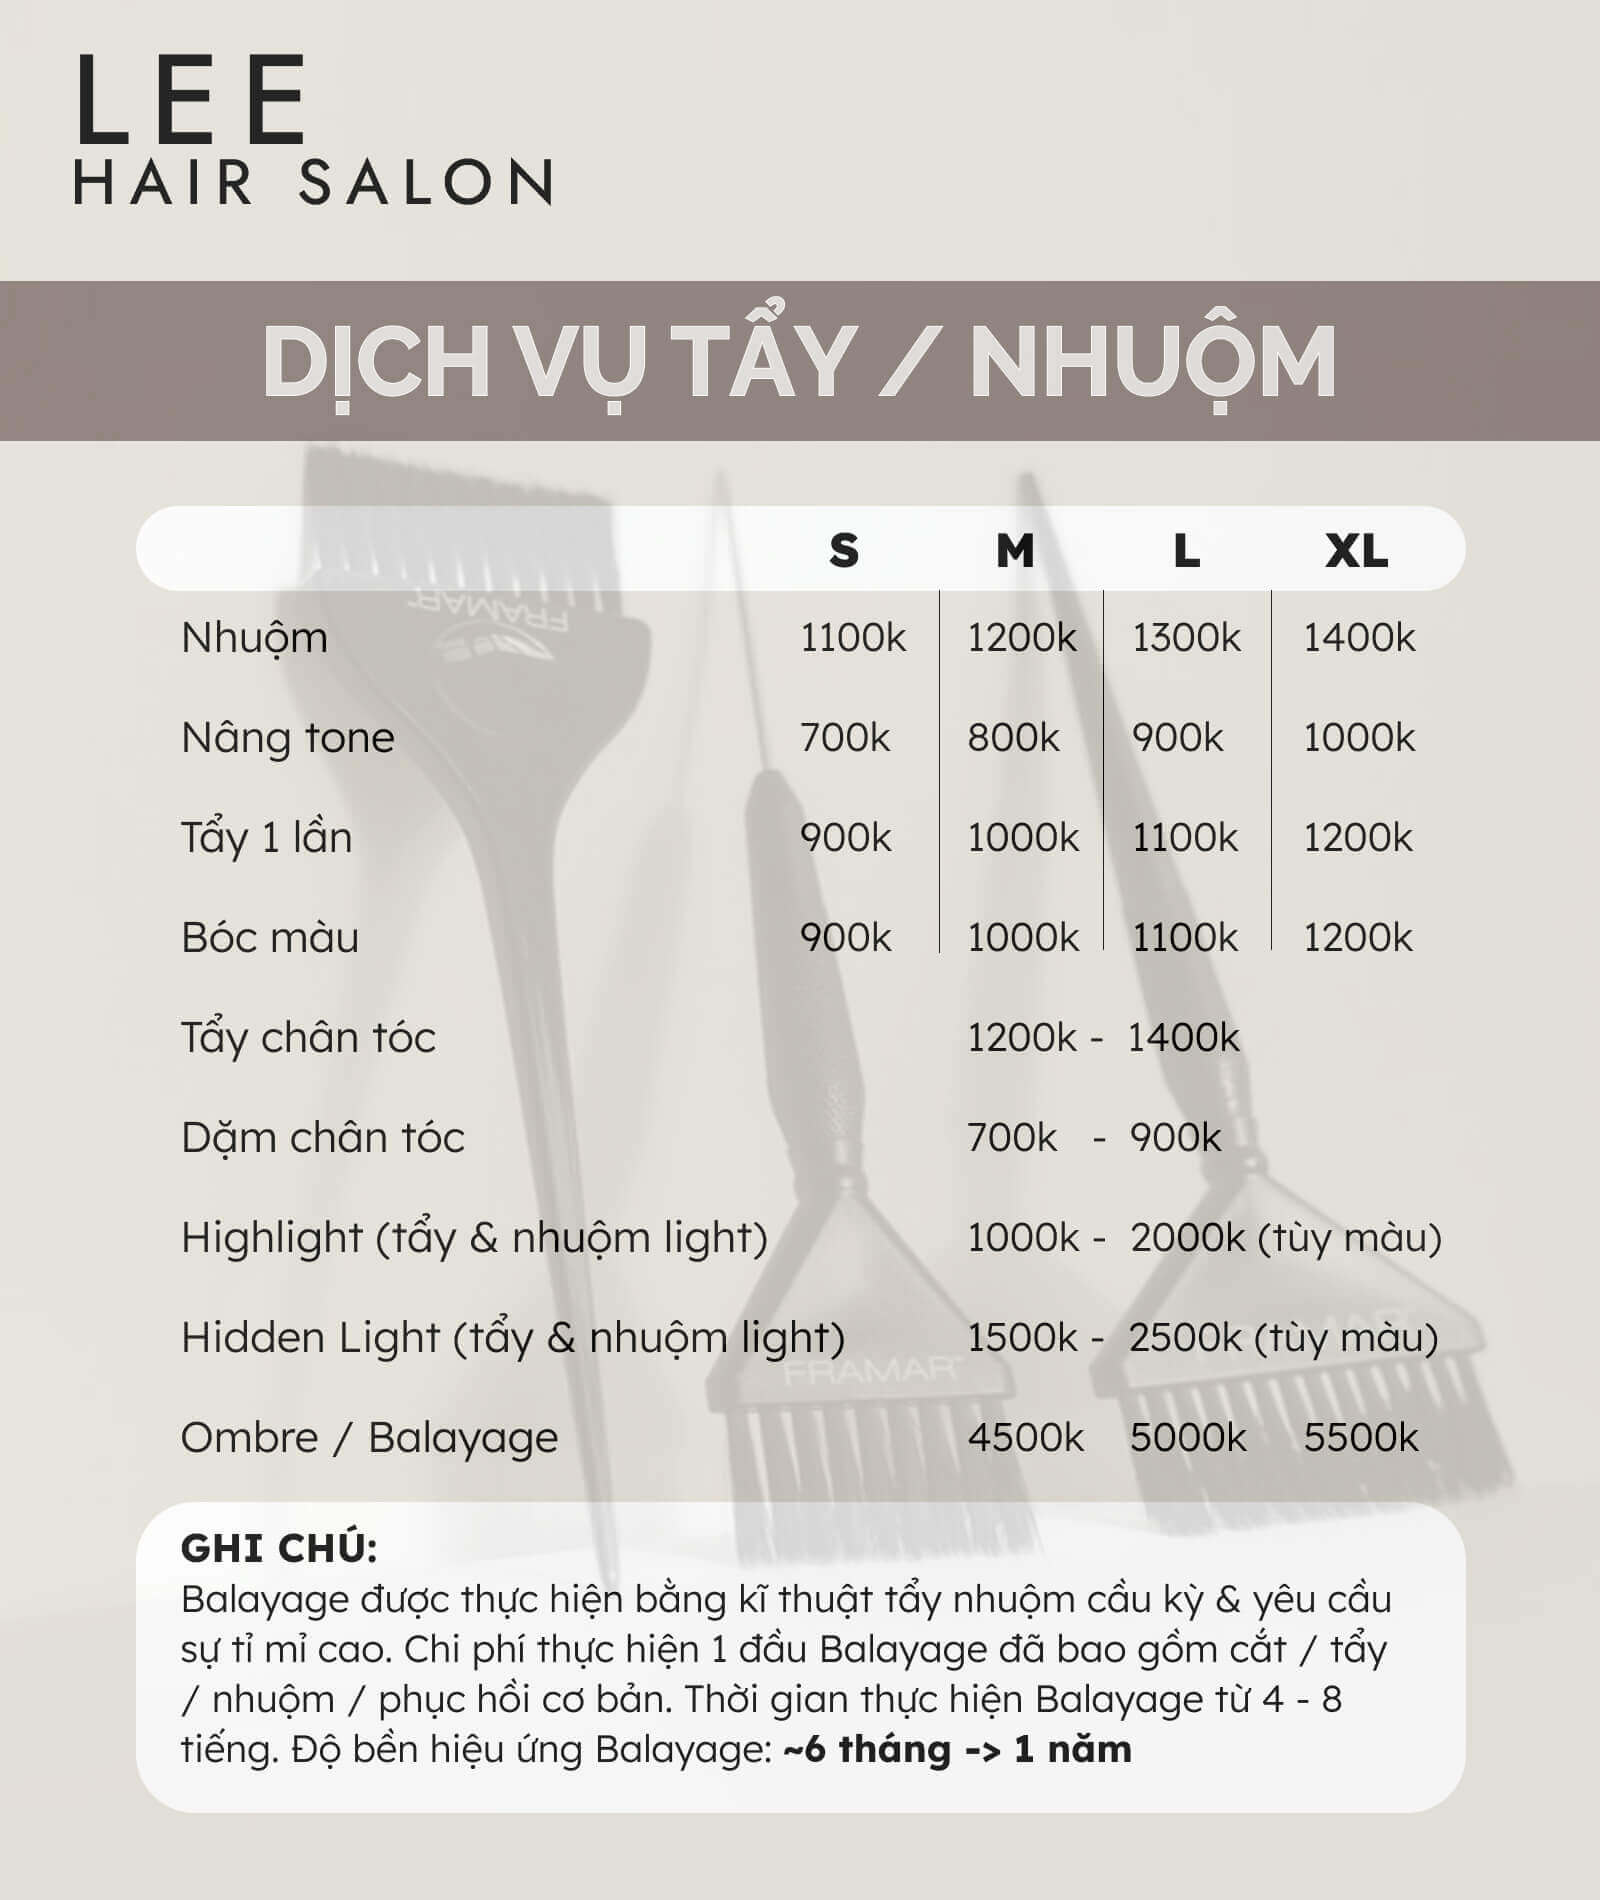 LEE
HAIR SALON
DỊCH VỤ TẨY / NHUỘM
S M L XL
Nhuộm 1100k 1200k 1300k 1400k
Nâng tone 700k 800k 900k 1000k
Tẩy 1 lần 900k 1000k 1100k 1200k
Bóc màu 900k 1000k 1100k 1200k
Tẩy chân tóc 1200k - 1400k
Dặm chân tóc 700k - 900k
Highlight (tẩy & nhuộm light) 1000k - 2000k (tùy màu)
Hidden Light (tẩy & nhuộm light) 1500k - 2500k (tùy màu)
Ombre / Balayage 4500k 5000k 5500k
FRAMAR
FRAMAR
FRAMAR
GHI CHÚ:
Balayage được thực hiện bằng kĩ thuật tẩy nhuộm cầu kỳ & yêu cầu
sự tỉ mỉ cao. Chi phí thực hiện 1 đầu Balayage đã bao gồm cắt / tẩy
/ nhuộm / phục hồi cơ bản. Thời gian thực hiện Balayage từ 4 - 8
tiếng. Độ bền hiệu ứng Balayage: ~6 tháng -> 1 năm